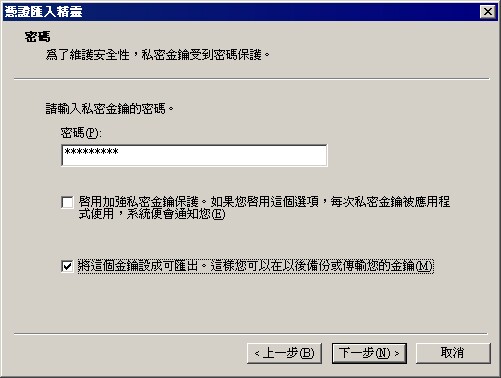 憑證匯入精靈
密碼
為了維護安全性，私密金鑰受到密碼保護。
請輸入私密金鑰的密碼。
密碼(P):
*********
啟用加強私密金鑰保護。如果您啟用這個選項，每次私密金鑰被應用程
式使用，系統便會通知您(E)
將這個金鑰設成可匯出。這樣您可以在以後備份或傳輸您的金鑰(M)
< 上一步(B)
下一步(N) >
取消